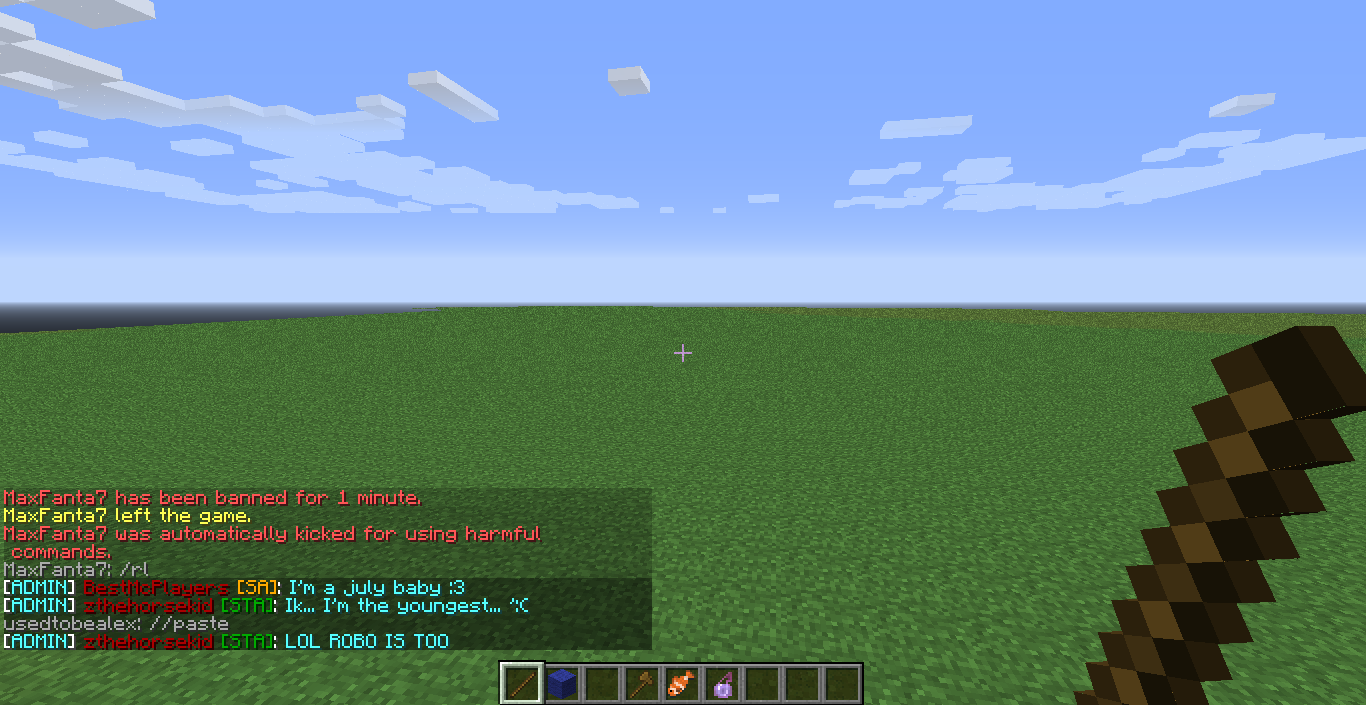 MaxFanta7 has been banned for 1 minute.
MaxFanta7 left the game.
MaxFanta7 was automatically kicked for using harmful
commands.
MaxFanta7: /rl
[ADMIN] BestMcPlayers [SA]: I'm a july baby :3
[ADMIN] zthehorsekid [STA]: Ik... I'm the youngest... ":(
usedtobealex: //paste
[ADMIN] zthehorsekid [STA]: LOL ROBO IS TOO